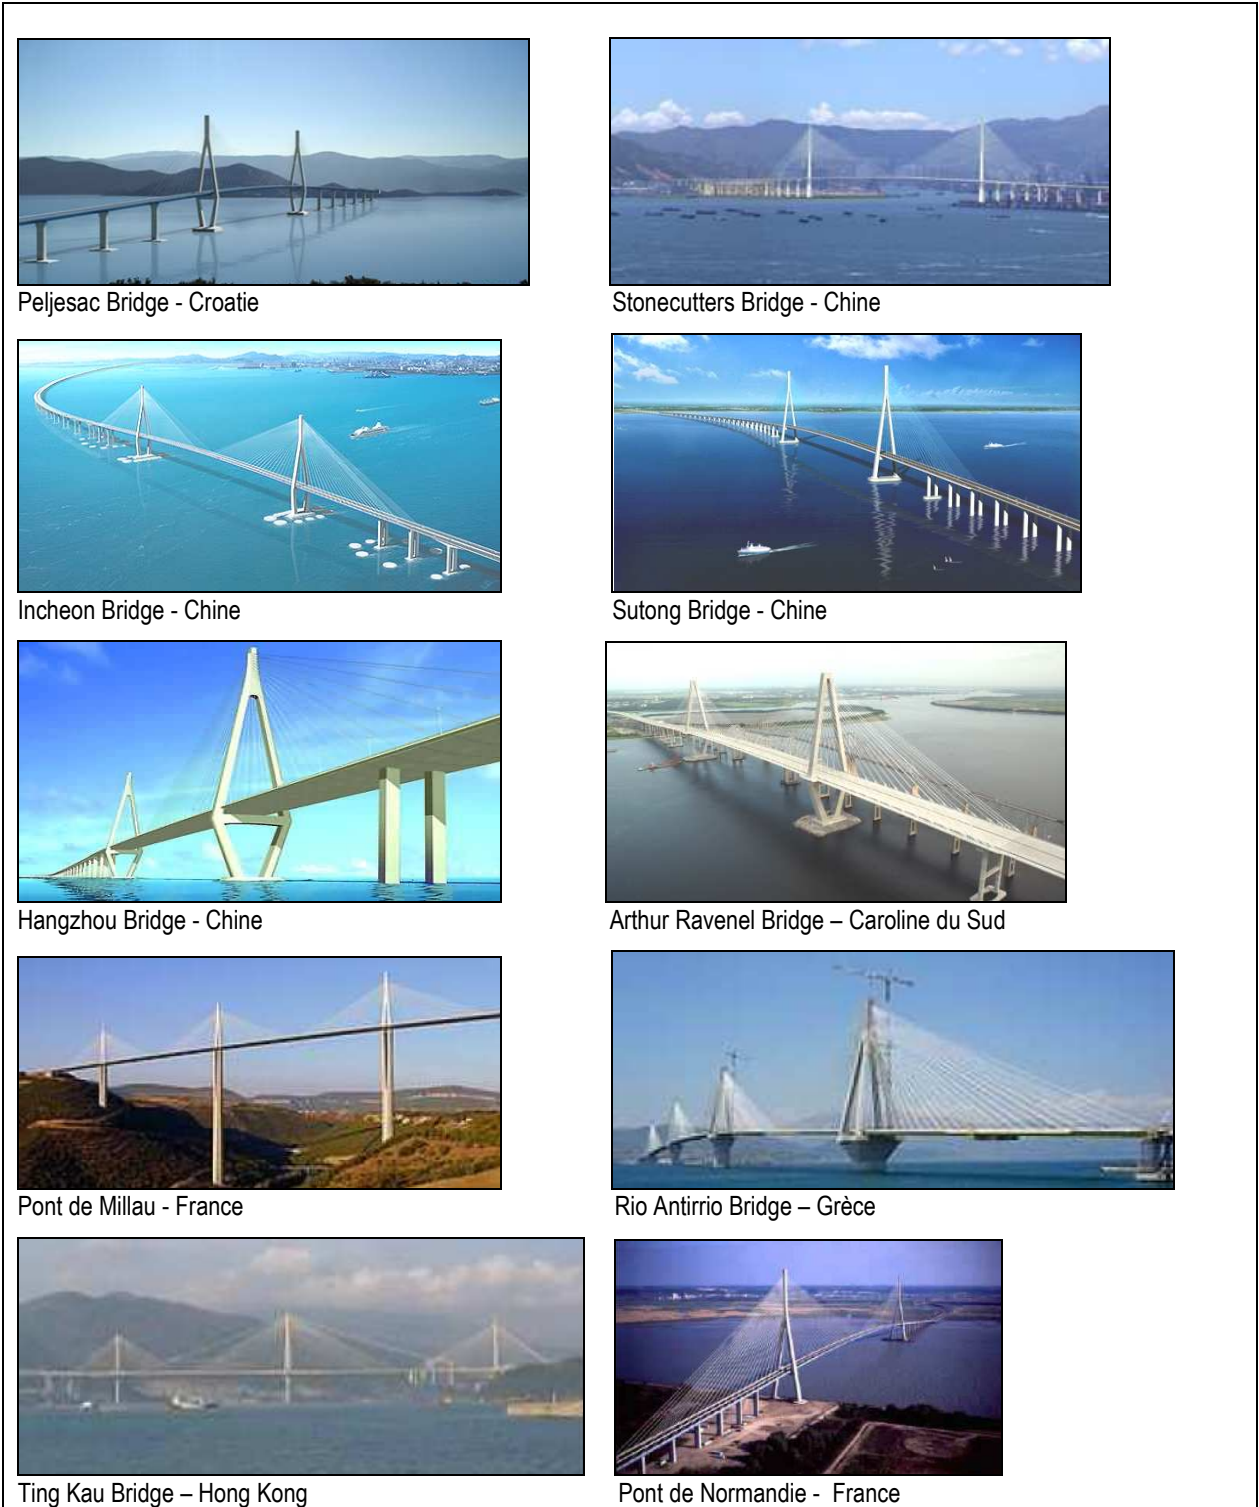 Peljesac Bridge - Croatie
Stonecutters Bridge - Chine
Incheon Bridge - Chine
Sutong Bridge - Chine
Hangzhou Bridge - Chine
Arthur Ravenel Bridge – Caroline du Sud
Pont de Millau - France
Rio Antirrio Bridge – Grèce
Ting Kau Bridge – Hong Kong
Pont de Normandie - France